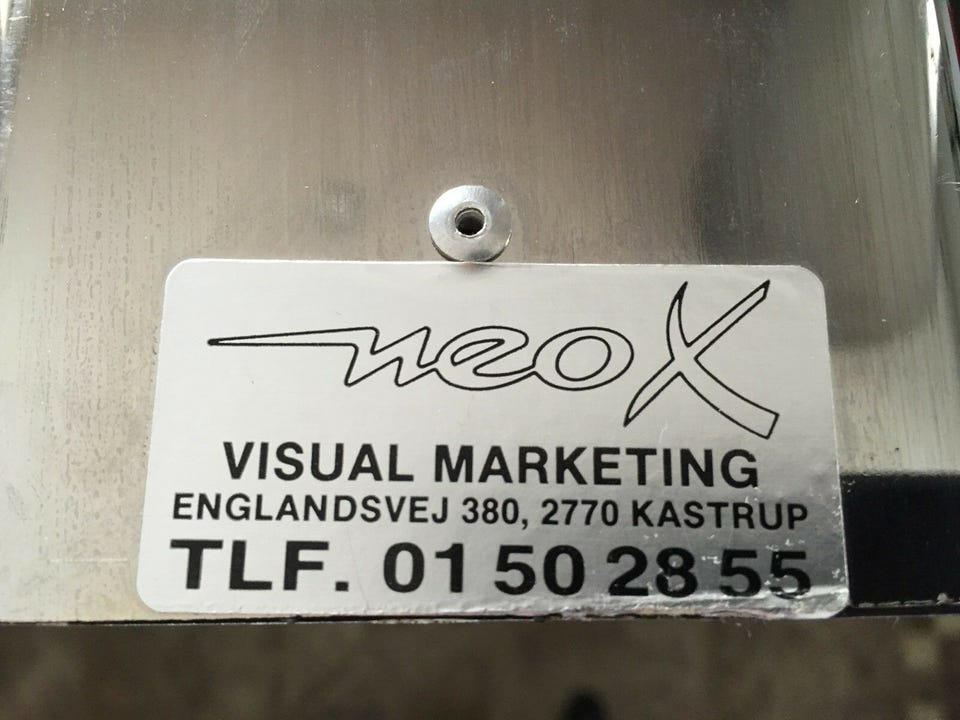 neoX
VISUAL MARKETING
ENGLANDSVEJ 380, 2770 KASTRUP
TLF. 01 50 28 55